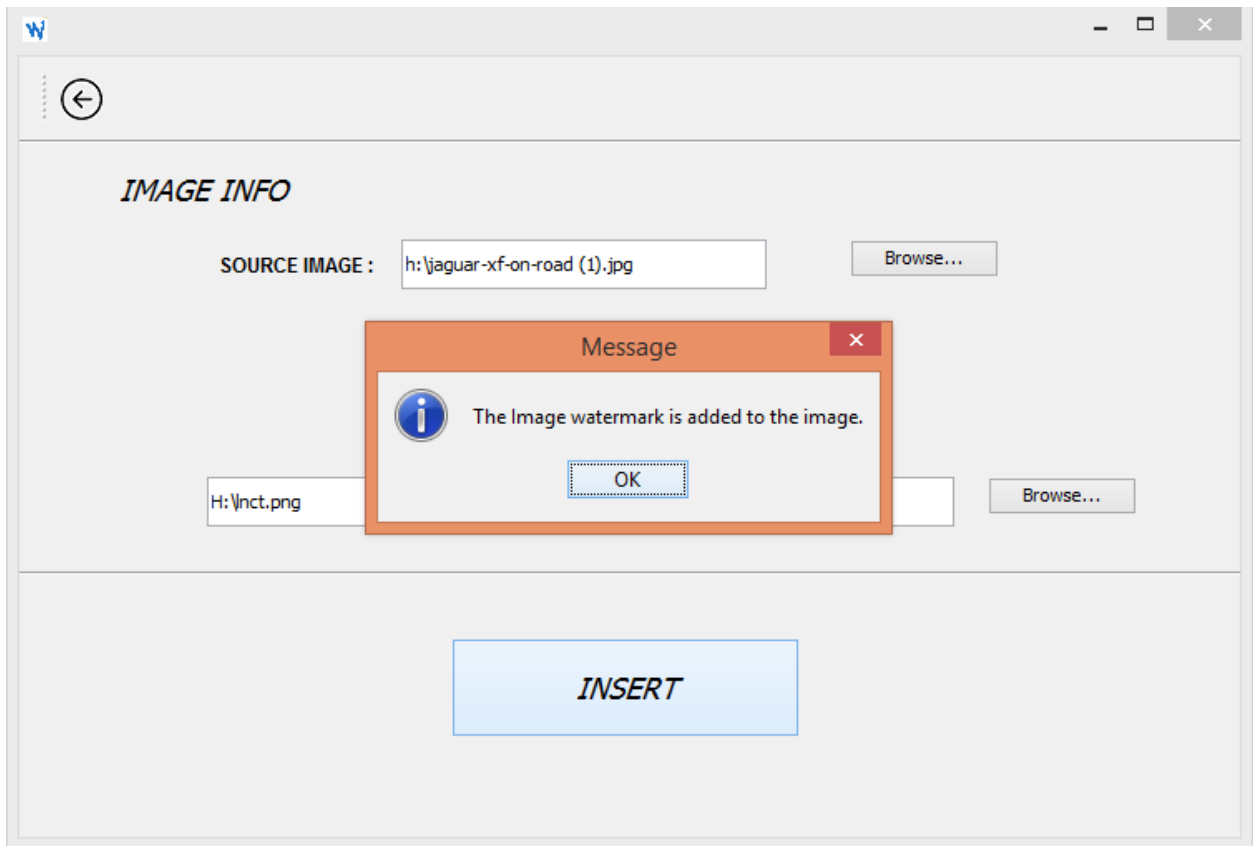 IMAGE INFO
SOURCE IMAGE :
h:\jaguar-xf-on-road (1).jpg
Browse...
Message
The Image watermark is added to the image.
OK
H:\lnct.png
Browse...
INSERT